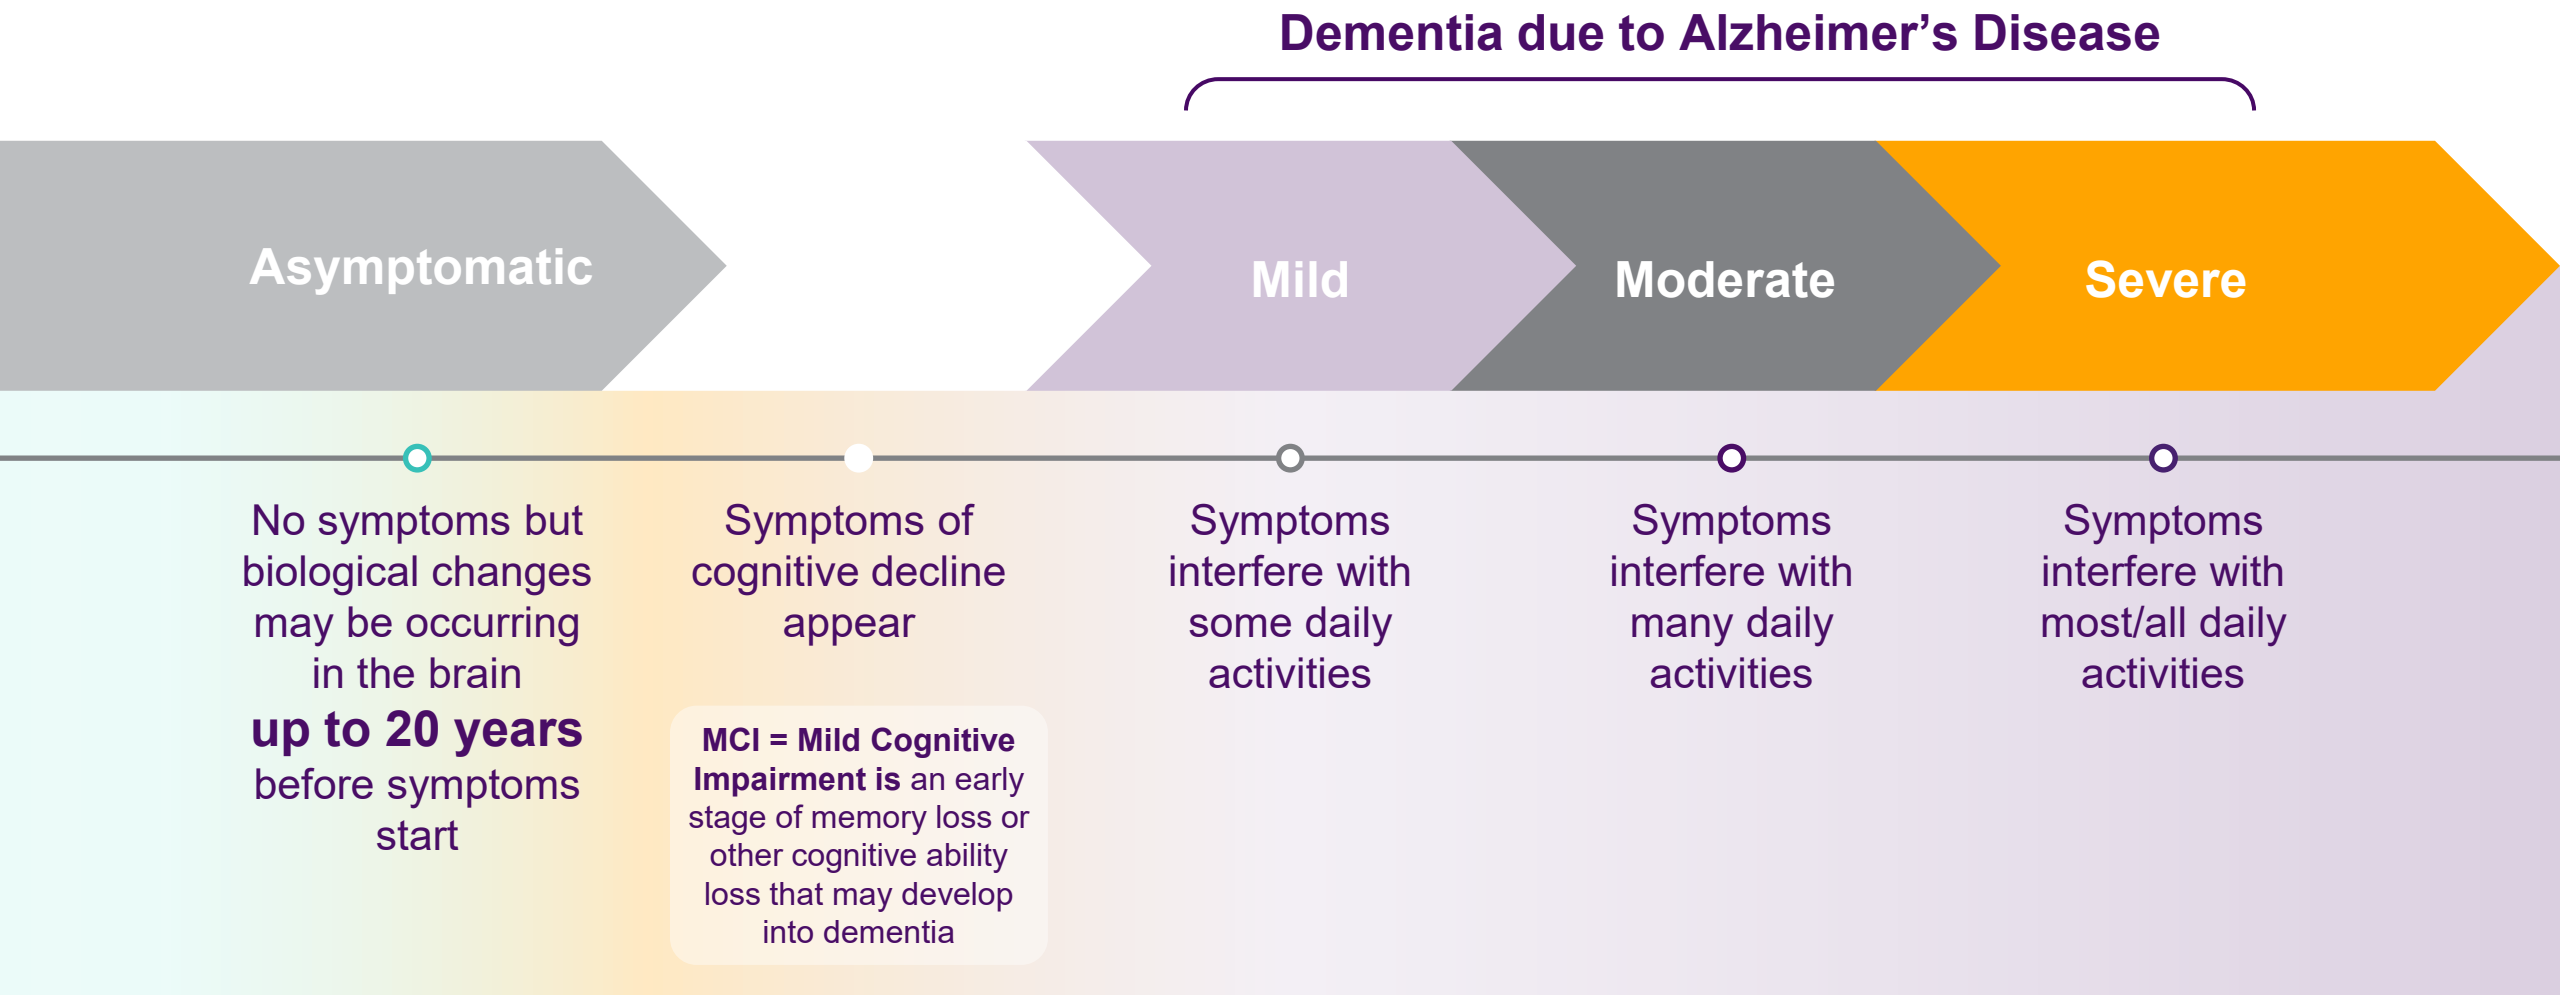 Dementia due to Alzheimer’s Disease
Asymptomatic
Mild
Moderate
Severe
No symptoms but
biological changes
may be occurring
in the brain
up to 20 years
before symptoms
start
Symptoms of
cognitive decline
appear
MCI = Mild Cognitive
Impairment is an early
stage of memory loss or
other cognitive ability
loss that may develop
into dementia
Symptoms
interfere with
some daily
activities
Symptoms
interfere with
many daily
activities
Symptoms
interfere with
most/all daily
activities